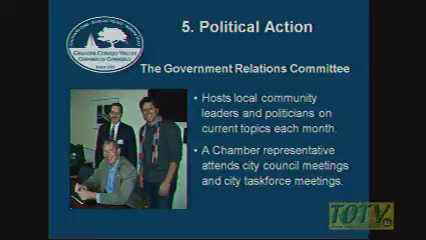 5. Political Action
GREATER CONEJO VALLEY
CHAMBER OF COMMERCE
The Government Relations Committee
• Hosts local community
leaders and politicians on
current topics each month.
• A Chamber representative
attends city council meetings
and city taskforce meetings.
TOTV